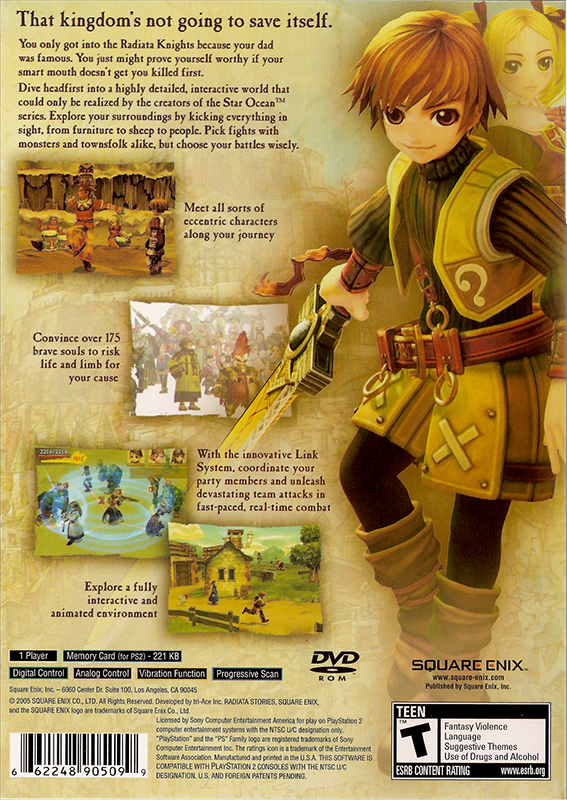 That kingdom's not going to save itself.
You only got into the Radiata Knights because your dad
was famous. You just might prove yourself worthy if your
smart mouth doesn't get you killed first.
Dive headfirst into a highly detailed, interactive world that
could only be realized by the creators of the Star Ocean™
series. Explore your surroundings by kicking everything in
sight, from furniture to sheep to people. Pick fights with
monsters and townsfolk alike, but choose your battles wisely.
Meet all sorts of
eccentric characters
along your journey
Convince over 175
brave souls to risk
life and limb for
your cause
With the innovative Link
System, coordinate your
party members and unleash
devastating team attacks in
fast-paced, real-time combat
Explore a fully
interactive and
animated environment
1 Player
Memory Card (for PS2) - 221 KB
Digital Control
Analog Control
Vibration Function
Progressive Scan
DVD
ROM
SQUARE ENIX™
www.square-enix.com
Published by Square Enix, Inc.
Square Enix, Inc. – 6060 Center Dr. Suite 100, Los Angeles, CA 90045
© 2005 SQUARE ENIX CO., LTD. All Rights Reserved. Developed by tri-Ace Inc. RADIATA STORIES, SQUARE ENIX,
and the SQUARE ENIX logo are trademarks of Square Enix Co., Ltd.
Licensed by Sony Computer Entertainment America for play on PlayStation 2
computer entertainment systems with the NTSC U/C designation only.
"PlayStation" and the "PS" Family logo are registered trademarks of Sony
Computer Entertainment Inc. The ratings icon is a trademark of the Entertainment
Software Association. Manufactured and printed in the U.S.A. THIS SOFTWARE IS
COMPATIBLE WITH PLAYSTATION 2 CONSOLES WITH THE NTSC U/C
DESIGNATION. U.S. AND FOREIGN PATENTS PENDING.
6 62248 90509 9
TEEN
T
Fantasy Violence
Language
Suggestive Themes
Use of Drugs and Alcohol
ESRB CONTENT RATING
www.esrb.org